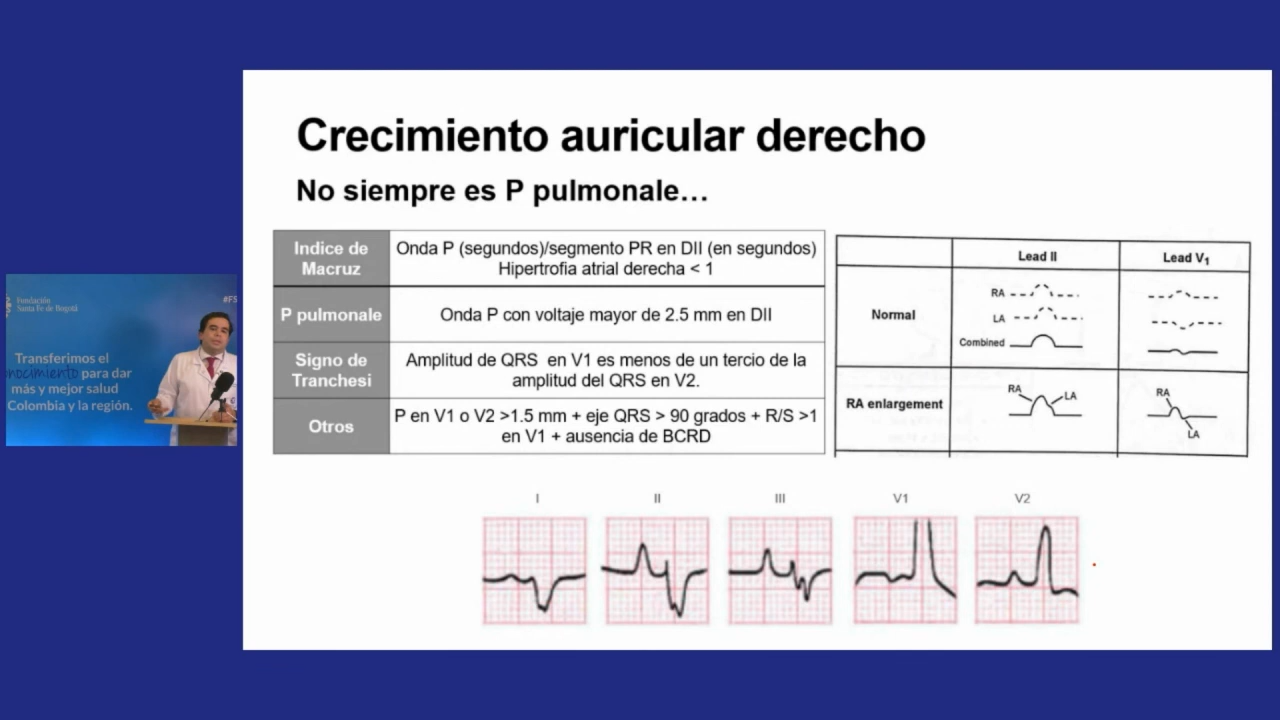 Crecimiento auricular derecho
No siempre es P pulmonale...
Indice de
Macruz
Onda P (segundos)/segmento PR en DII (en segundos)
Hipertrofia atrial derecha < 1
P pulmonale
Onda P con voltaje mayor de 2.5 mm en DII
Signo de
Tranchesi
Amplitud de QRS en V1 es menos de un tercio de la
amplitud del QRS en V2.
Otros
P en V1 o V2 >1.5 mm + eje QRS > 90 grados + R/S >1
en V1 + ausencia de BCRD
Lead II
Lead V1
Normal
RA
LA
Combined
RA enlargement
RA
LA
RA
LA
I
II
III
V1
V2
Fundación
Santa Fe de Bogotá
#FS
Transferimos el
nocimiento para dar
más y mejor salud
Colombia y la región.